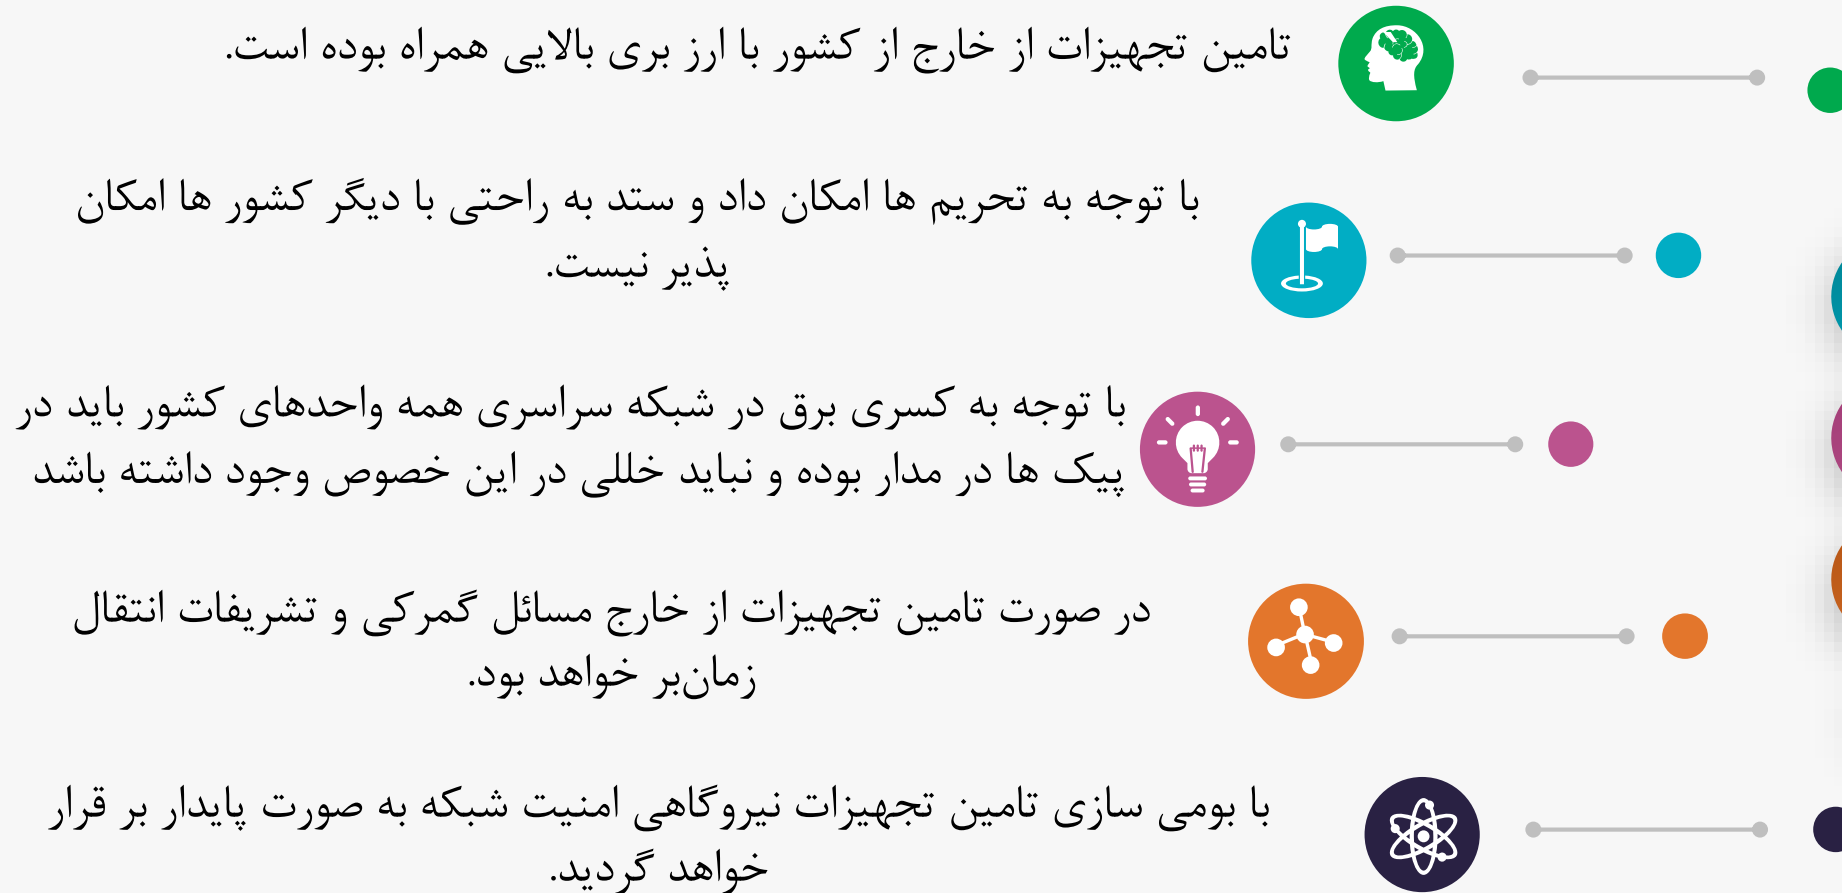 تامین تجهیزات از خارج از کشور با ارز بری بالایی همراه بوده است.
با توجه به تحریم ها امکان داد و ستد به راحتی با دیگر کشور ها امکان
پذیر نیست.
با توجه به کسری برق در شبکه سراسری همه واحدهای کشور باید در
پیک ها در مدار بوده و نباید خللی در این خصوص وجود داشته باشد
در صورت تامین تجهیزات از خارج مسائل گمرکی و تشریفات انتقال
زمان‌بر خواهد بود.
با بومی سازی تامین تجهیزات نیروگاهی امنیت شبکه به صورت پایدار بر قرار
خواهد گردید.